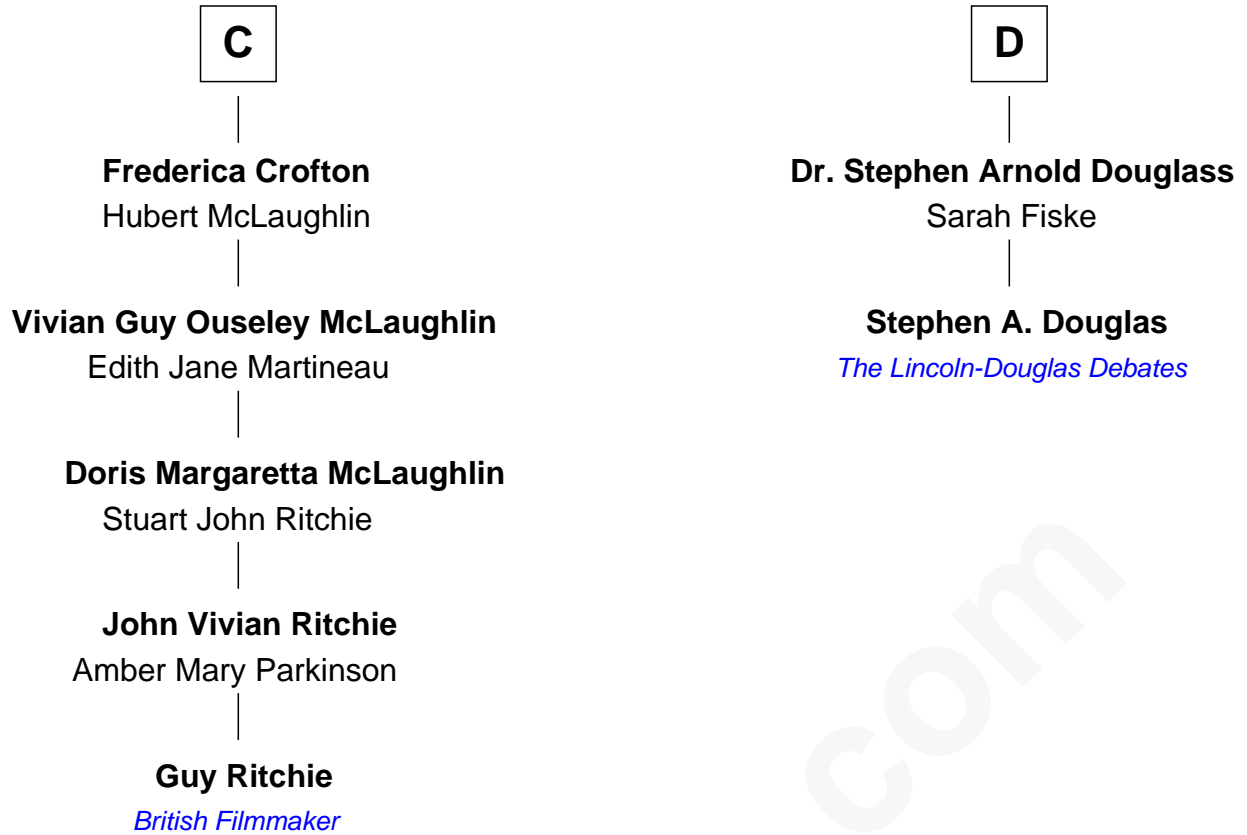 C
Frederica Crofton
Hubert McLaughlin
Vivian Guy Ouseley McLaughlin
Edith Jane Martineau
Doris Margaretta McLaughlin
Stuart John Ritchie
John Vivian Ritchie
Amber Mary Parkinson
Guy Ritchie
British Filmmaker
D
Dr. Stephen Arnold Douglass
Sarah Fiske
Stephen A. Douglas
The Lincoln-Douglas Debates
com